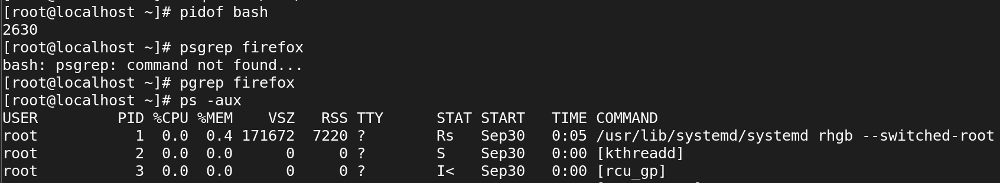 [root@localhost ~]# pidof bash
2630
[root@localhost ~]# psgrep firefox
bash: psgrep: command not found...
[root@localhost ~]# pgrep firefox
[root@localhost ~]# ps -aux
USER         PID %CPU %MEM    VSZ   RSS TTY      STAT START   TIME COMMAND
root           1  0.0  0.4 171672  7220 ?        Rs   Sep30   0:05 /usr/lib/systemd/systemd rhgb --switched-root
root           2  0.0  0.0      0     0 ?        S    Sep30   0:00 [kthreadd]
root           3  0.0  0.0      0     0 ?        I<   Sep30   0:00 [rcu_gp]